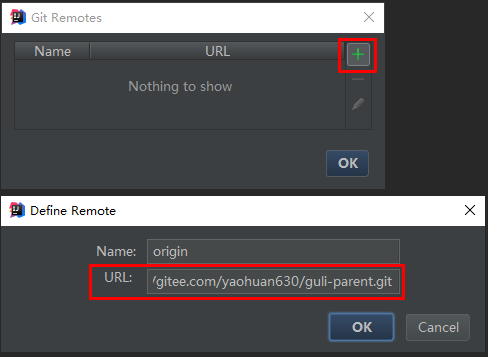 Git Remotes
Name URL
Nothing to show
OK
Define Remote
Name: origin
URL: /gitee.com/yaohuan630/guli-parent.git
OK Cancel